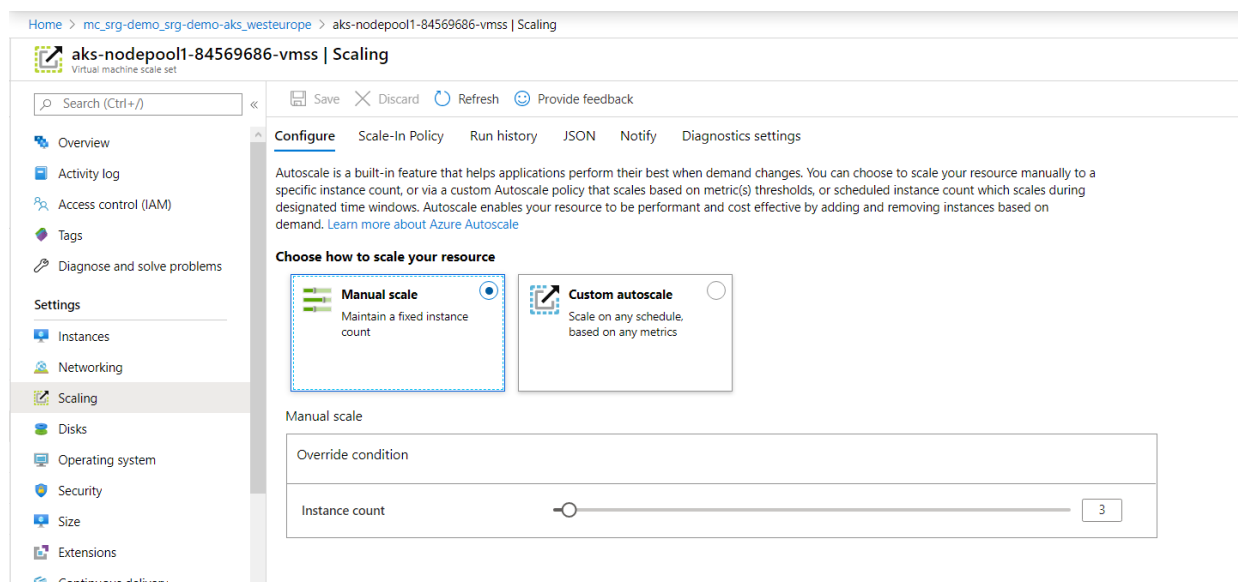 Home > mc_srg-demo_srg-demo-aks_westeurope > aks-nodepool1-84569686-vmss | Scaling
aks-nodepool1-84569686-vmss | Scaling
Virtual machine scale set
Search (Ctrl+/)
«
Save
Discard
Refresh
Provide feedback
Overview
Activity log
Access control (IAM)
Tags
Diagnose and solve problems
Settings
Instances
Networking
Scaling
Disks
Operating system
Security
Size
Extensions
Continuous delivery
Configure
Scale-In Policy
Run history
JSON
Notify
Diagnostics settings
Autoscale is a built-in feature that helps applications perform their best when demand changes. You can choose to scale your resource manually to a
specific instance count, or via a custom Autoscale policy that scales based on metric(s) thresholds, or scheduled instance count which scales during
designated time windows. Autoscale enables your resource to be performant and cost effective by adding and removing instances based on
demand. Learn more about Azure Autoscale
Choose how to scale your resource
Manual scale
Maintain a fixed instance
count
Custom autoscale
Scale on any schedule,
based on any metrics
Manual scale
Override condition
Instance count
3